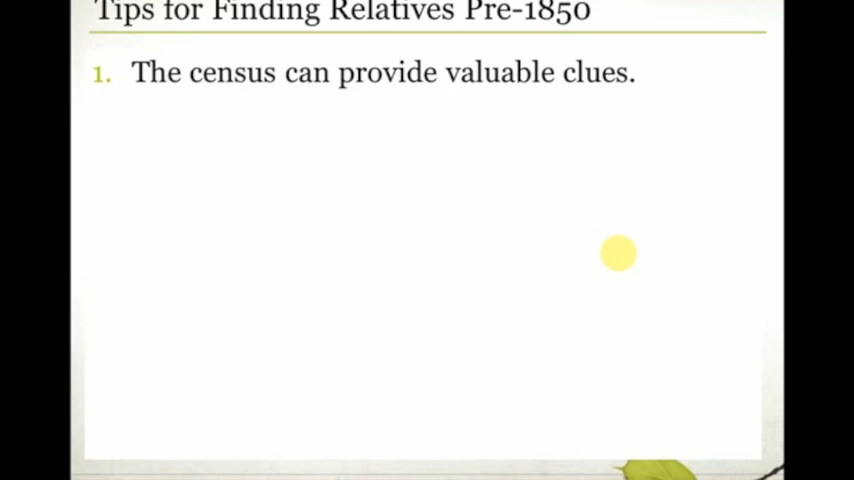 Tips for Finding Relatives Pre-1850
1. The census can provide valuable clues.